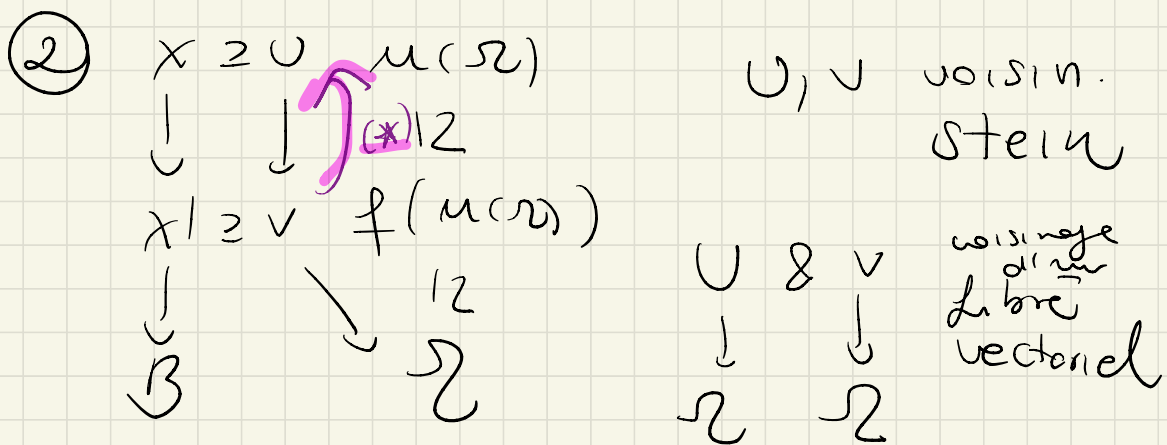 ② X ⊇ U μ(Ω)
↓ ↓ (*) 12
X' ⊇ V f(μ(Ω))
↓ ↘ 12
B Ω
U, V voisin.
stein
U & V voisinage d'un fibré vectoriel
↓ ↓
Ω Ω